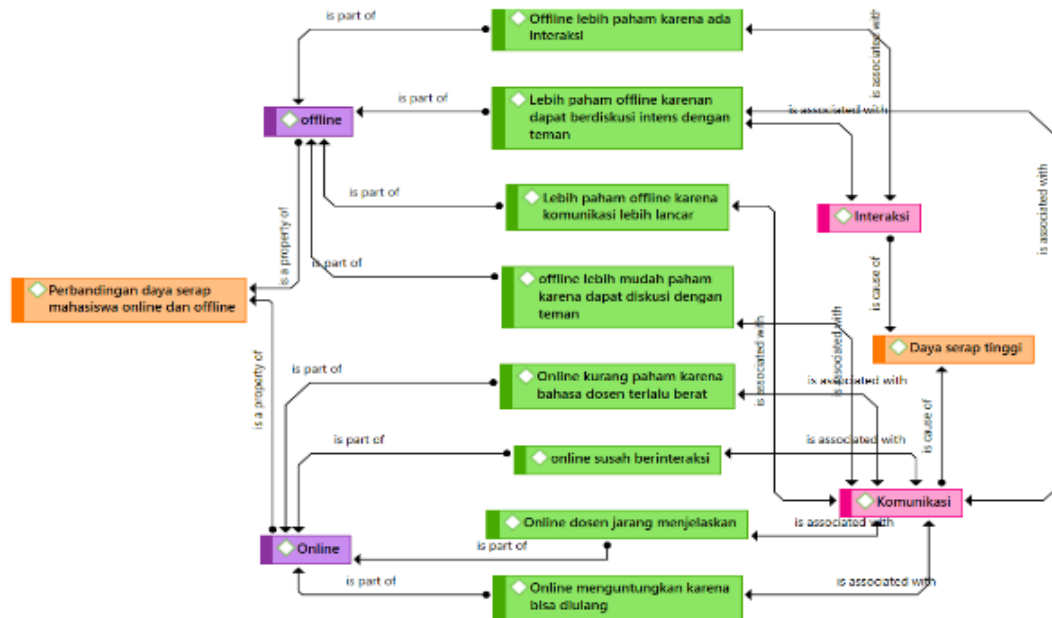 is part of
Offline lebih paham karena ada
Interaksi
is associated with
is part of
offline
Lebih paham offline karenan
dapat berdiskusi intens dengan
teman
is associated with
is part of
Lebih paham offline karena
komunikasi lebih lancar
Interaksi
is associated with
is a property of
is part of
offline lebih mudah paham
karena dapat diskusi dengan
teman
is cause of
Perbandingan daya serap
mahasiswa online dan offline
Daya serap tinggi
is associated with
is associated with
is part of
Online kurang paham karena
bahasa dosen terlalu berat
is associated with
is a property of
is cause of
is part of
online susah berinteraksi
is associated with
Komunikasi
Online dosen jarang menjelaskan
is associated with
Online
is part of
is part of
Online menguntungkan karena
bisa diulang
is associated with